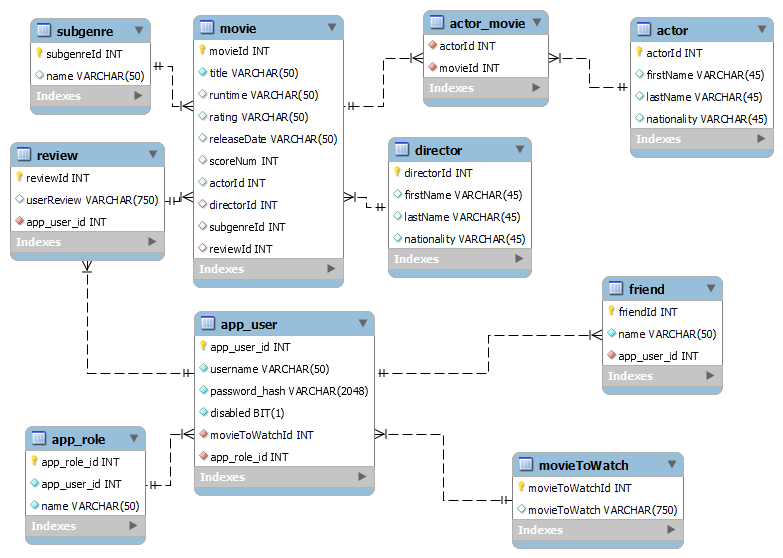 subgenre
subgenreId INT
name VARCHAR(50)
Indexes
movie
movieId INT
title VARCHAR(50)
runtime VARCHAR(50)
rating VARCHAR(50)
releaseDate VARCHAR(50)
scoreNum INT
actorId INT
directorId INT
subgenreId INT
reviewId INT
Indexes
actor_movie
actorId INT
movieId INT
Indexes
actor
actorId INT
firstName VARCHAR(45)
lastName VARCHAR(45)
nationality VARCHAR(45)
Indexes
review
reviewId INT
userReview VARCHAR(750)
app_user_id INT
Indexes
director
directorId INT
firstName VARCHAR(45)
lastName VARCHAR(45)
nationality VARCHAR(45)
Indexes
app_user
app_user_id INT
username VARCHAR(50)
password_hash VARCHAR(2048)
disabled BIT(1)
movieToWatchId INT
app_role_id INT
Indexes
friend
friendId INT
name VARCHAR(50)
app_user_id INT
Indexes
app_role
app_role_id INT
app_user_id INT
name VARCHAR(50)
Indexes
movieToWatch
movieToWatchId INT
movieToWatch VARCHAR(750)
Indexes